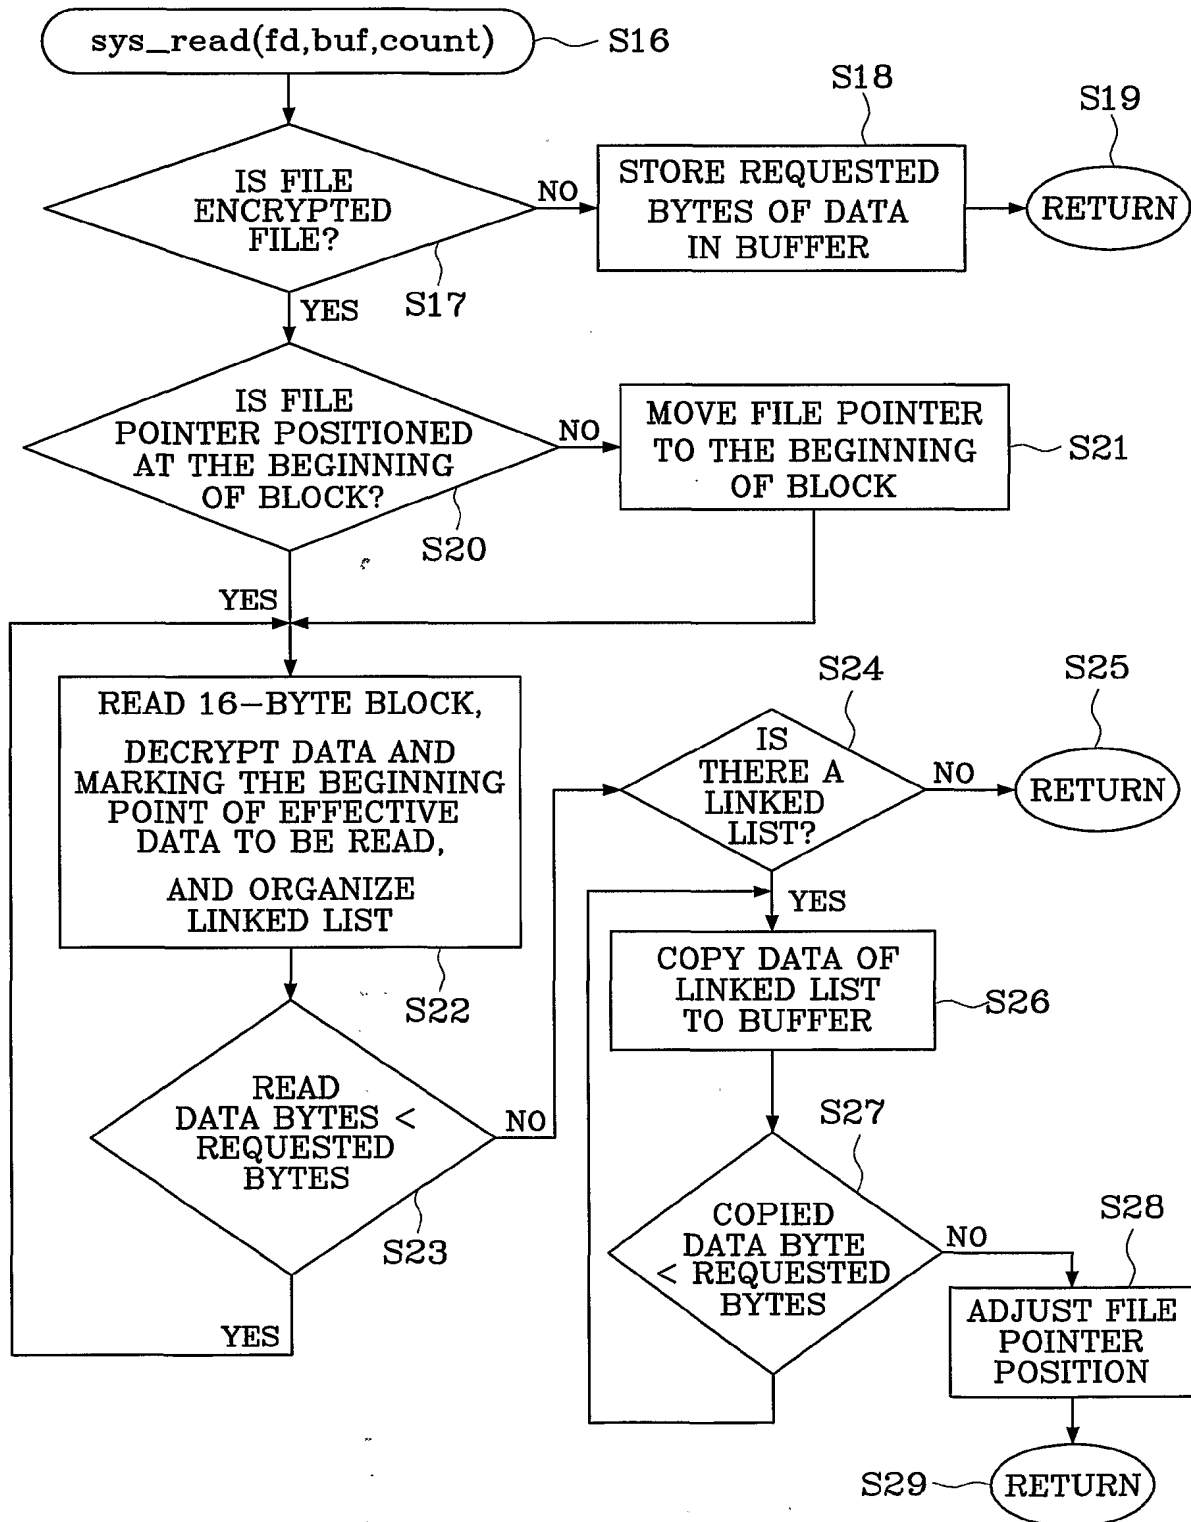 sys_read(fd,buf,count)
S16
S18
S19
IS FILE
ENCRYPTED
FILE?
NO
STORE REQUESTED
BYTES OF DATA
IN BUFFER
RETURN
S17
YES
IS FILE
POINTER POSITIONED
AT THE BEGINNING
OF BLOCK?
NO
MOVE FILE POINTER
TO THE BEGINNING
OF BLOCK
S21
S20
YES
READ 16-BYTE BLOCK,
DECRYPT DATA AND
MARKING THE BEGINNING
POINT OF EFFECTIVE
DATA TO BE READ,
AND ORGANIZE
LINKED LIST
S22
READ
DATA BYTES <
REQUESTED
BYTES
NO
S23
YES
S24
IS
THERE A
LINKED
LIST?
NO
S25
RETURN
YES
COPY DATA OF
LINKED LIST
TO BUFFER
S26
S27
COPIED
DATA BYTE
< REQUESTED
BYTES
NO
S28
ADJUST FILE
POINTER
POSITION
S29
RETURN